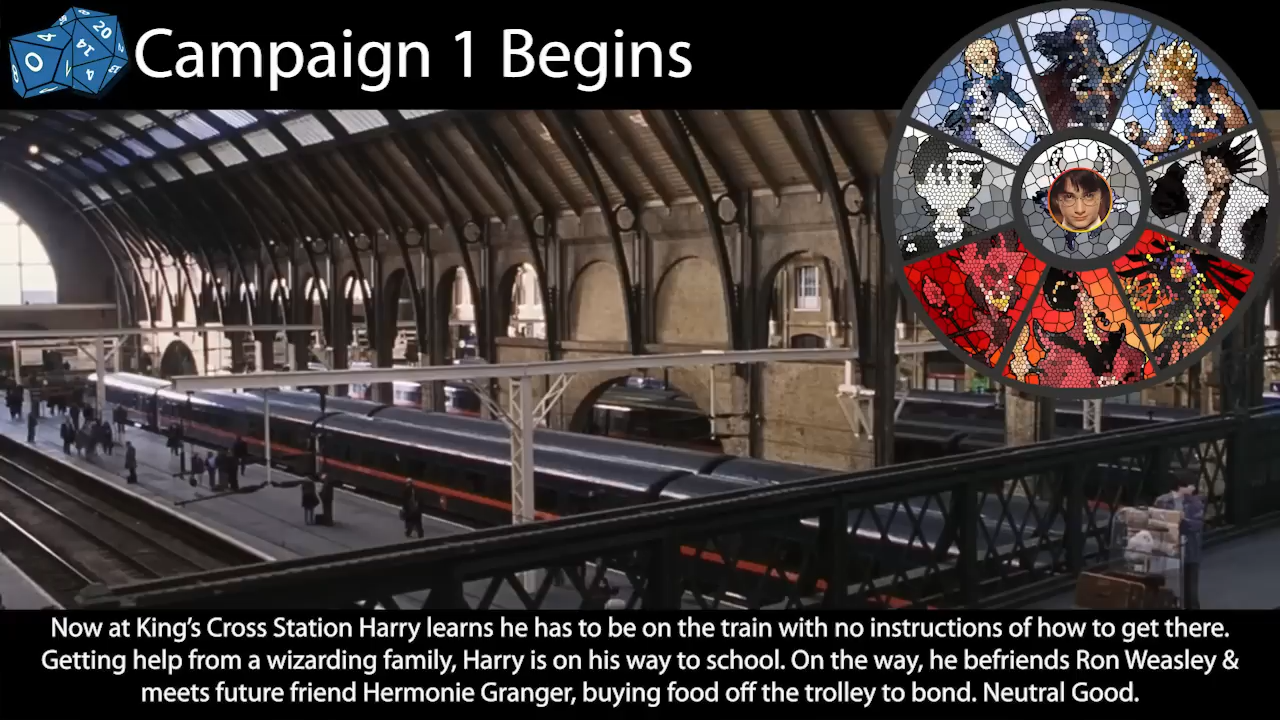 Campaign 1 Begins
Now at King's Cross Station Harry learns he has to be on the train with no instructions of how to get there.
Getting help from a wizarding family, Harry is on his way to school. On the way, he befriends Ron Weasley &
meets future friend Hermonie Granger, buying food off the trolley to bond. Neutral Good.